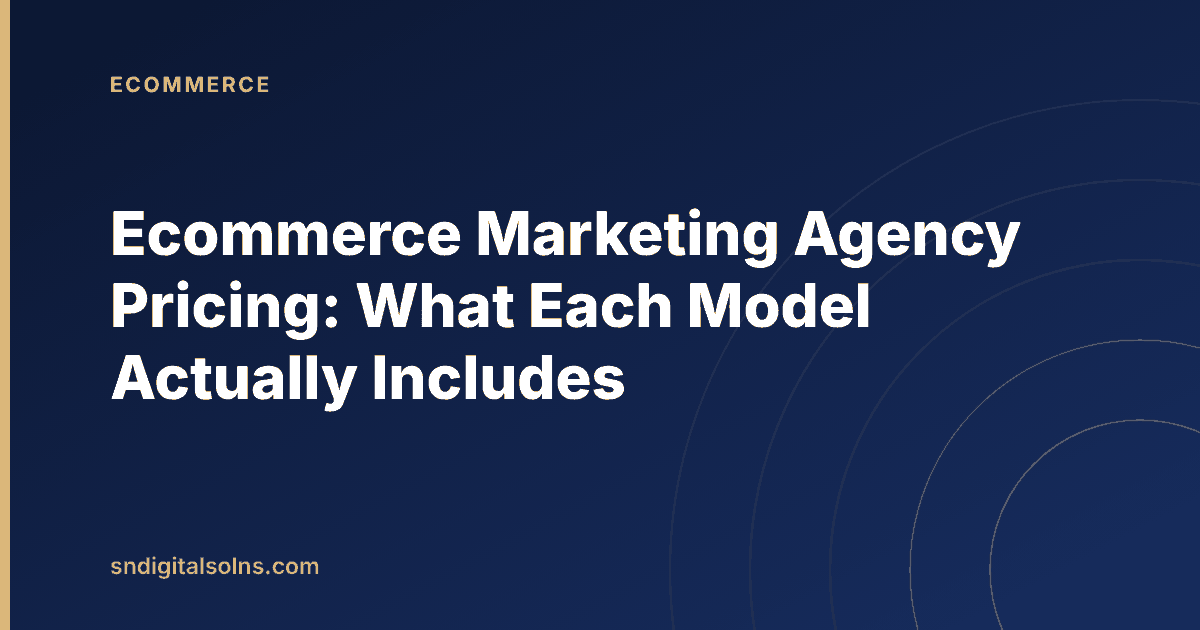 ECOMMERCE
Ecommerce Marketing Agency
Pricing: What Each Model
Actually Includes
sndigitalsolns.com